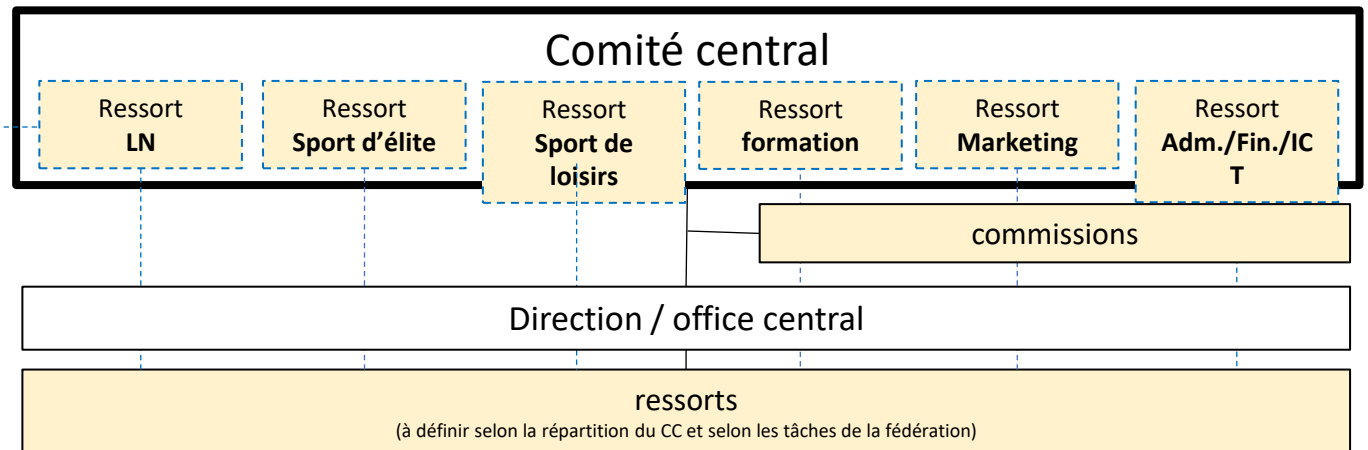 Comité central
Ressort
LN
Ressort
Sport d'élite
Ressort
Sport de
loisirs
Ressort
formation
Ressort
Marketing
Ressort
Adm./Fin./IC
T
commissions
Direction / office central
ressorts
(à définir selon la répartition du CC et selon les tâches de la fédération)